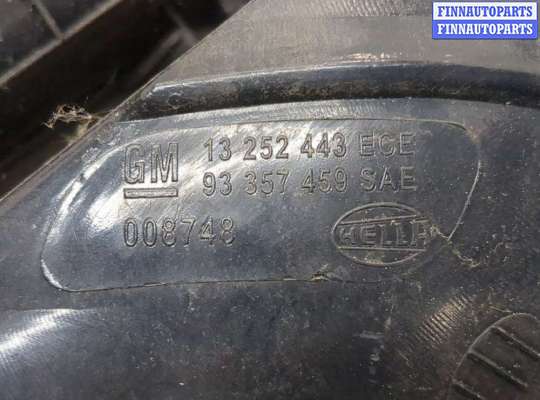 FINNAUTOPARTS
FINNAUTOPARTS
GM 13 252 443 ECE
93 357 459 SAE
008748 HELLA